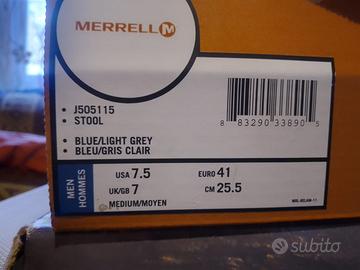 MERRELL M
J505115
STOOL
BLUE/LIGHT GREY
BLEU/GRIS CLAIR
8 83290 33890 5
MEN
HOMMES
USA 7.5
EURO 41
UK/GB 7
CM 25.5
MEDIUM/MOYEN
subito